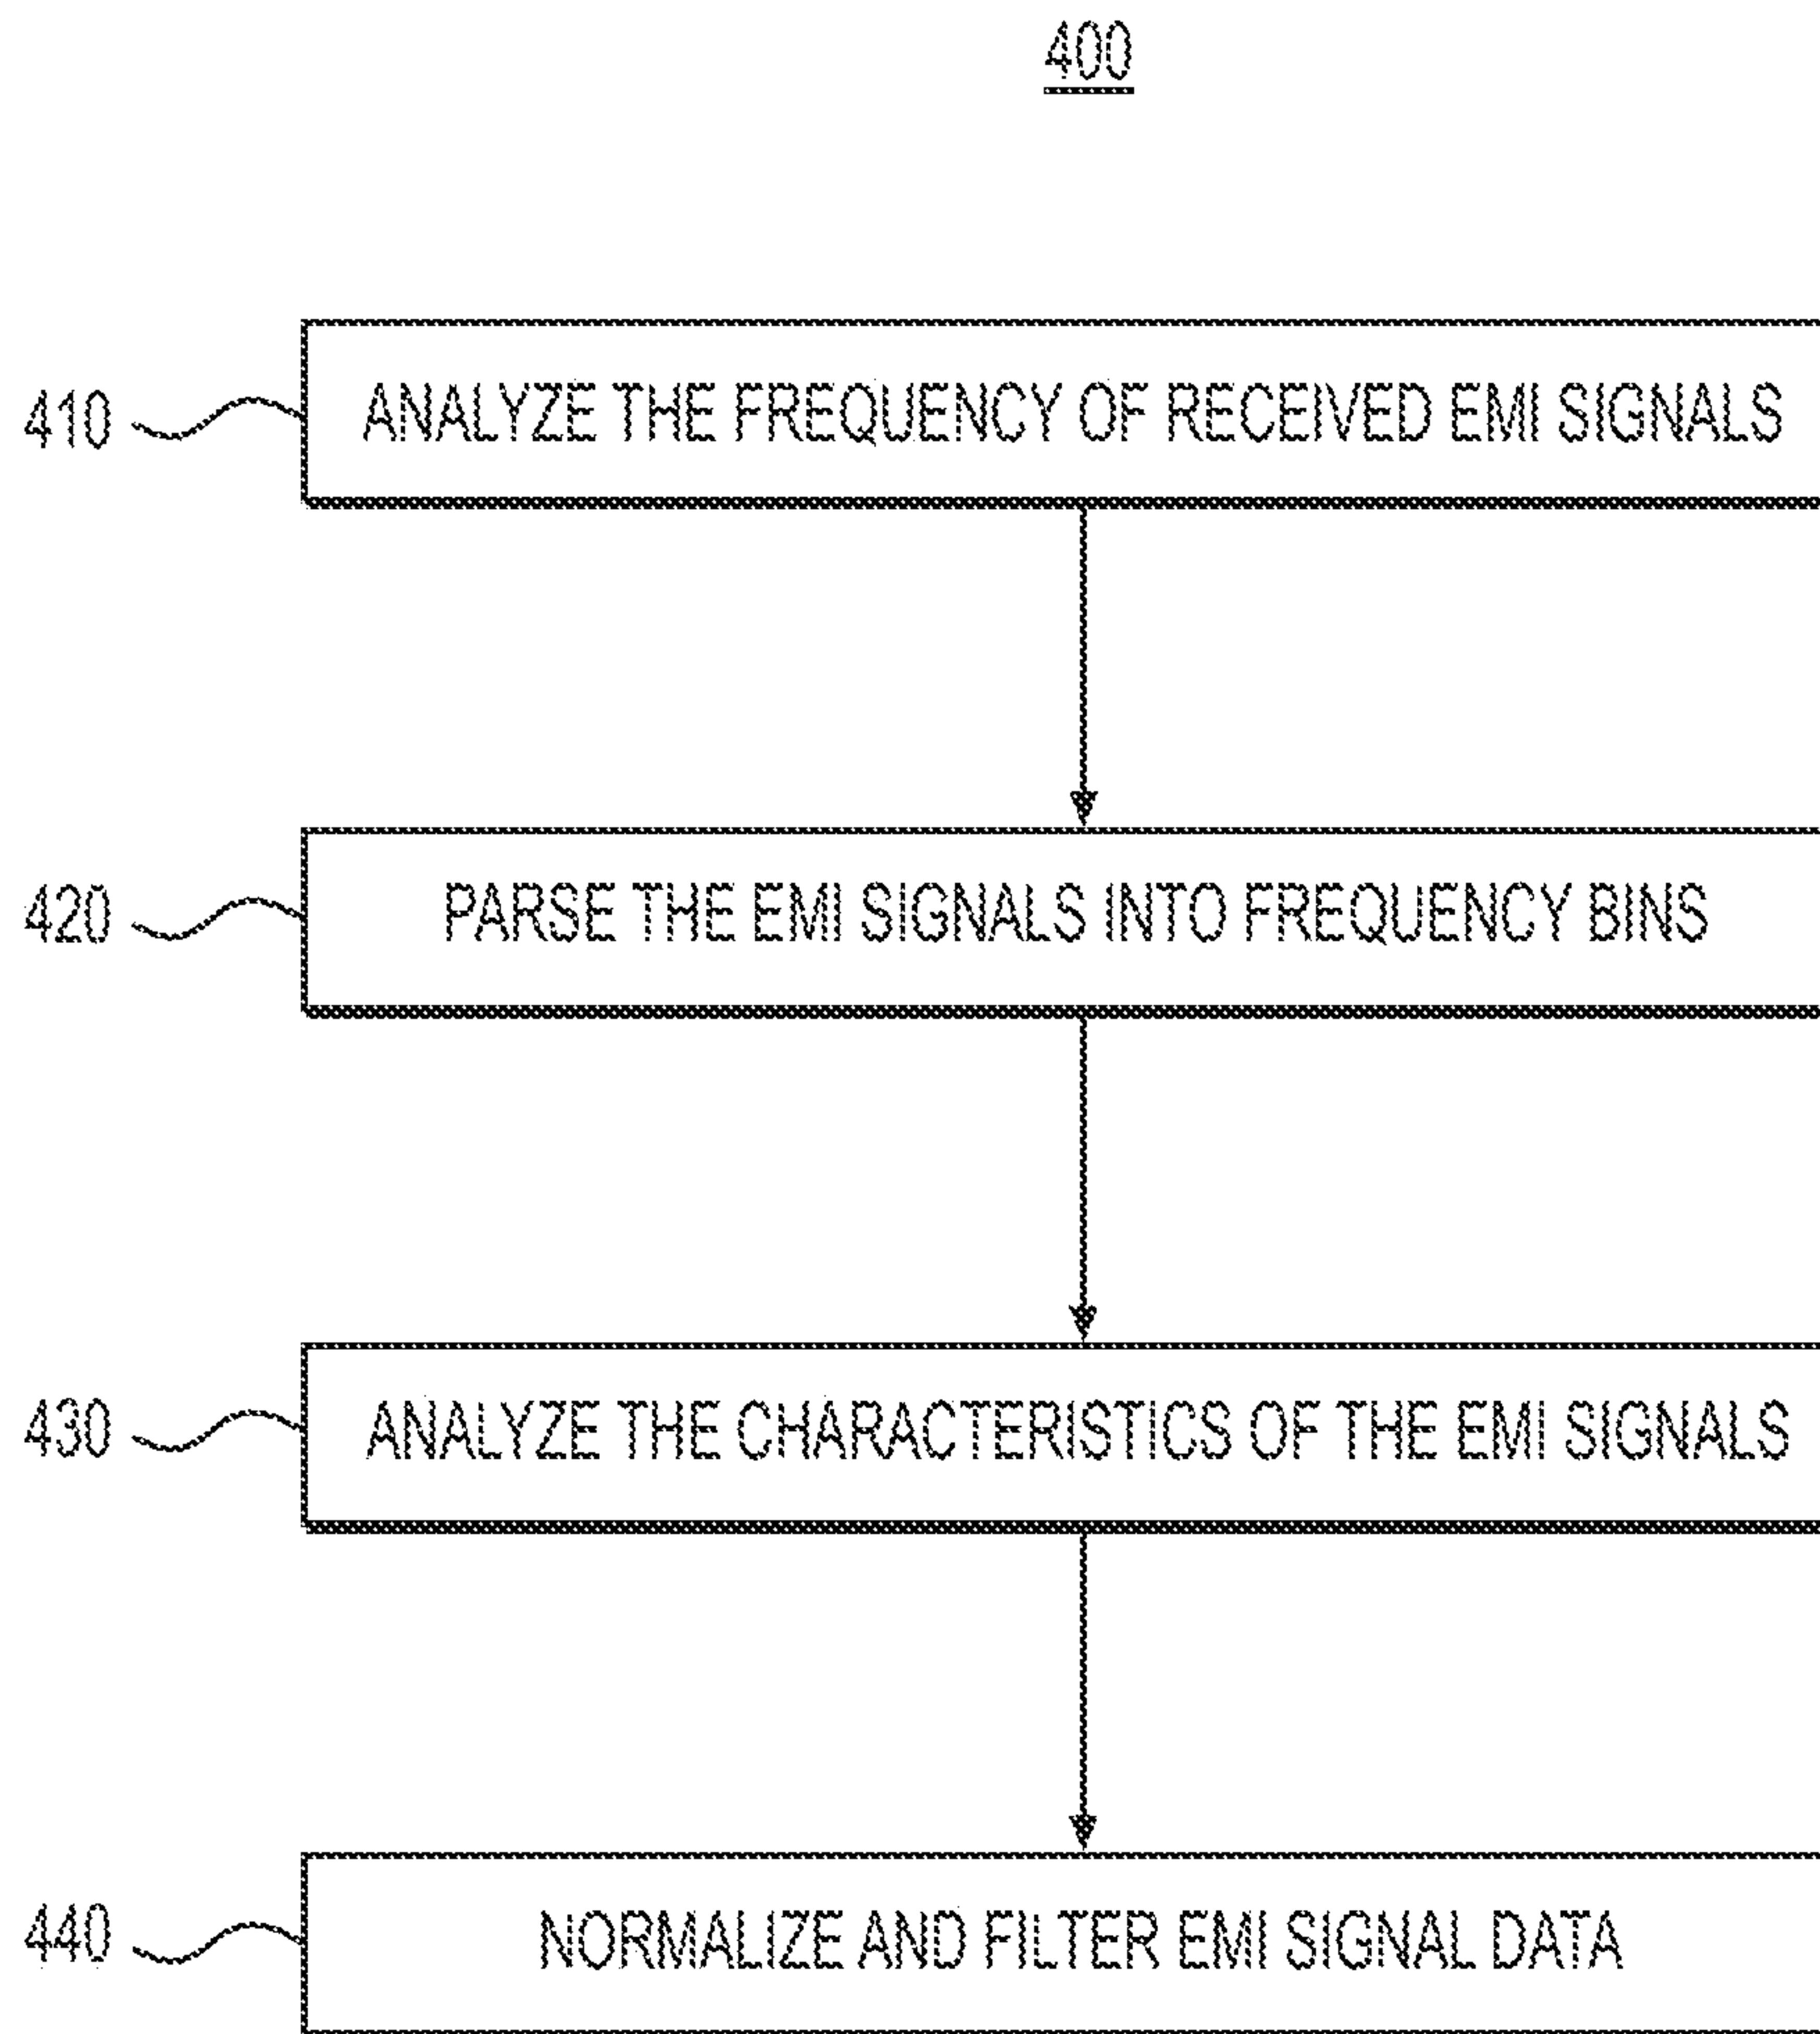 400
410 ANALYZE THE FREQUENCY OF RECEIVED EMI SIGNALS
420 PARSE THE EMI SIGNALS INTO FREQUENCY BINS
430 ANALYZE THE CHARACTERISTICS OF THE EMI SIGNALS
440 NORMALIZE AND FILTER EMI SIGNAL DATA